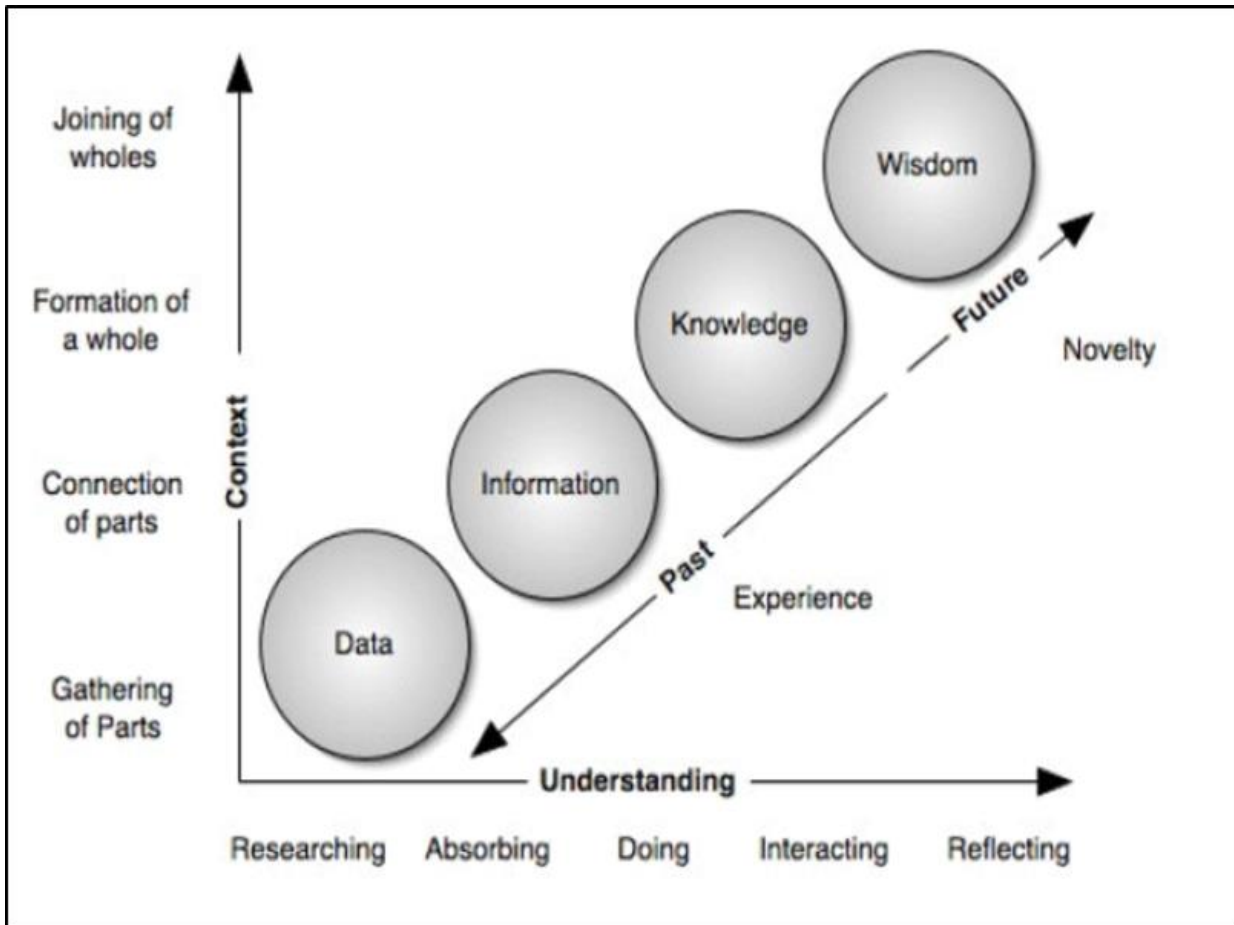 Joining of
wholes
Wisdom
Formation of
a whole
Knowledge
Future
Novelty
Context
Connection
of parts
Information
Past
Experience
Data
Gathering
of Parts
Understanding
Researching Absorbing Doing Interacting Reflecting